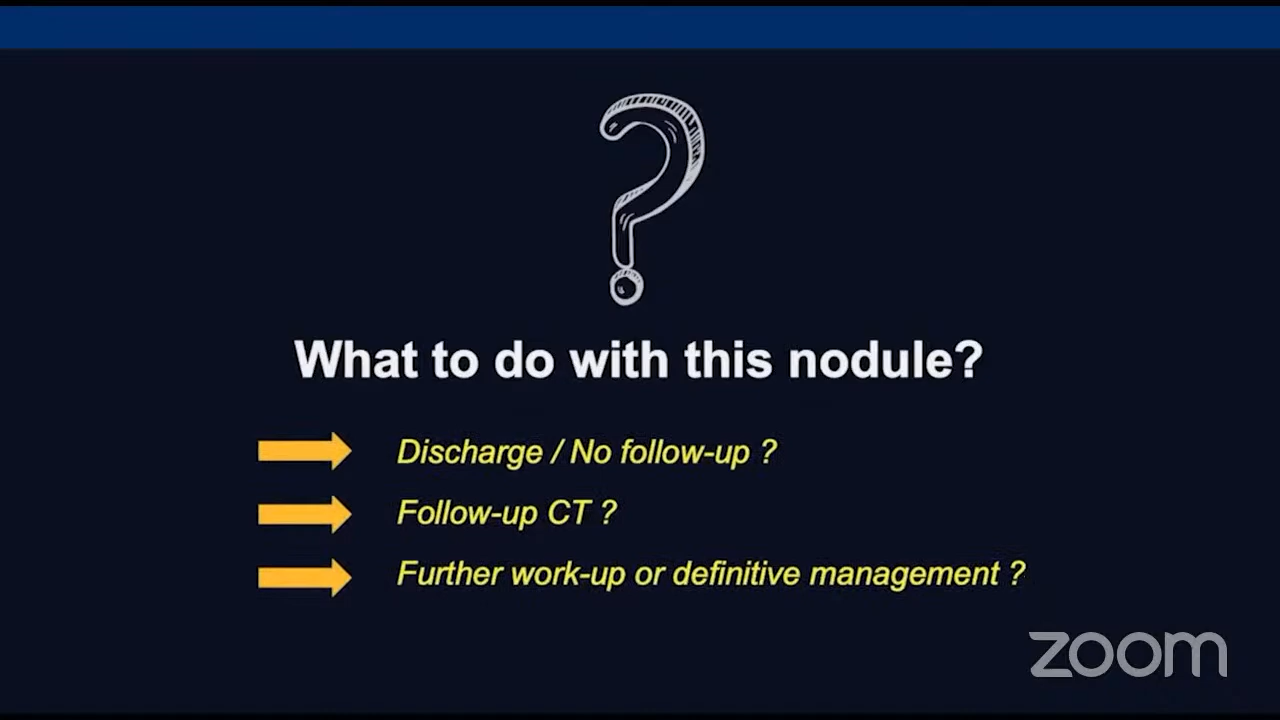 What to do with this nodule?
Discharge / No follow-up ?
Follow-up CT ?
Further work-up or definitive management ?
zoom